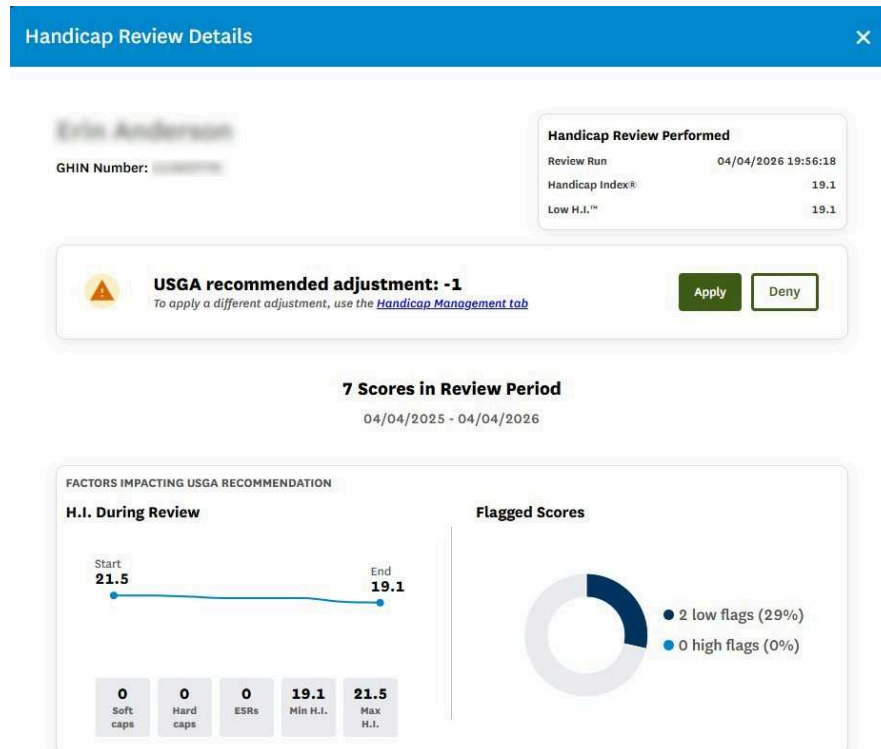 Handicap Review Details
GHIN Number:
Handicap Review Performed
Review Run 04/04/2026 19:56:18
Handicap Index® 19.1
Low H.I.™ 19.1
USGA recommended adjustment: -1
To apply a different adjustment, use the Handicap Management tab
Apply
Deny
7 Scores in Review Period
04/04/2025 - 04/04/2026
FACTORS IMPACTING USGA RECOMMENDATION
H.I. During Review
Start
21.5
End
19.1
0
Soft
caps
0
Hard
caps
0
ESRs
19.1
Min H.I.
21.5
Max
H.I.
Flagged Scores
2 low flags (29%)
0 high flags (0%)